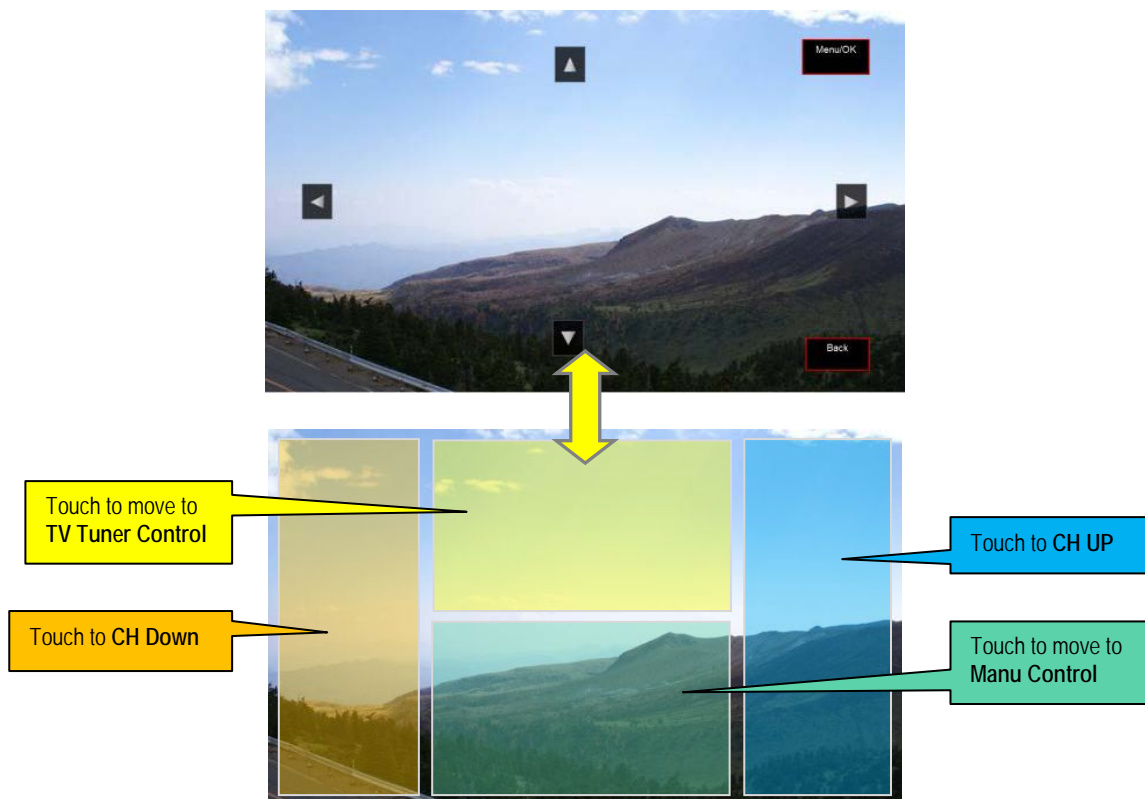 Menu/OK
Back
Touch to move to
TV Tuner Control
Touch to CH UP
Touch to CH Down
Touch to move to
Manu Control